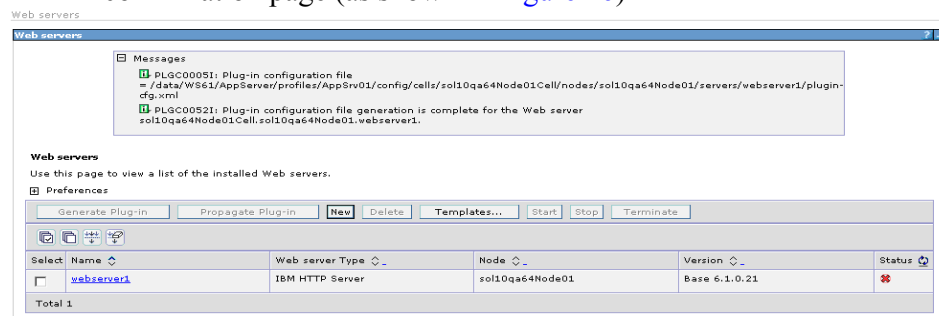 Web servers
Web servers ?
Messages
PLGC0005I: Plug-in configuration file
= /data/WS61/AppServer/profiles/AppSrv01/config/cells/sol10qa64Node01Cell/nodes/sol10qa64Node01/servers/webserver1/plugin-
cfg.xml
PLGC0052I: Plug-in configuration file generation is complete for the Web server
sol10qa64Node01Cell.sol10qa64Node01.webserver1.
Web servers
Use this page to view a list of the installed Web servers.
Preferences
Generate Plug-in Propagate Plug-in New Delete Templates... Start Stop Terminate
Select Name Web server Type Node Version Status
webserver1 IBM HTTP Server sol10qa64Node01 Base 6.1.0.21
Total 1